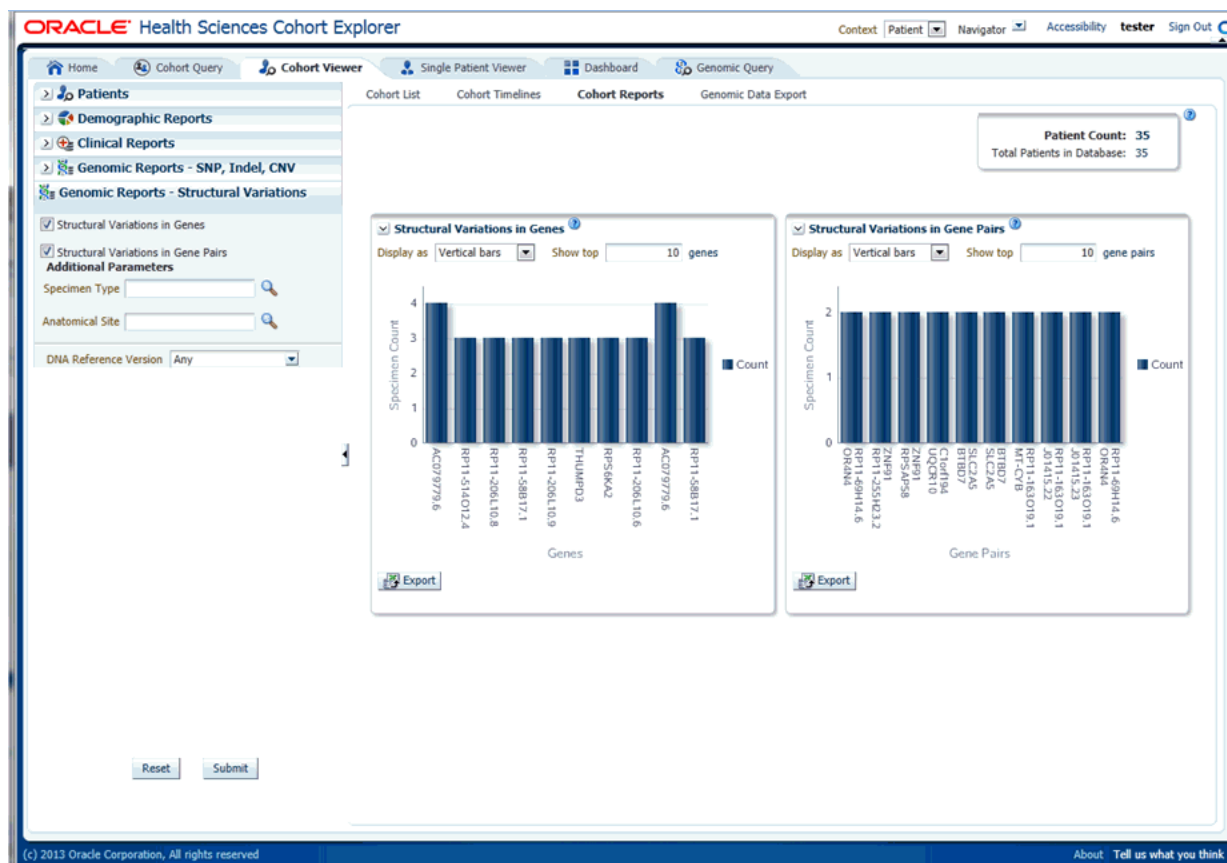 ORACLE Health Sciences Cohort Explorer
Context Patient Navigator Accessibility tester Sign Out
Home Cohort Query Cohort Viewer Single Patient Viewer Dashboard Genomic Query
Patients
Demographic Reports
Clinical Reports
Genomic Reports - SNP, Indel, CNV
Genomic Reports - Structural Variations
Structural Variations in Genes
Structural Variations in Gene Pairs
Additional Parameters
Specimen Type
Anatomical Site
DNA Reference Version Any
Reset Submit
Cohort List Cohort Timelines Cohort Reports Genomic Data Export
Patient Count: 35
Total Patients in Database: 35
Structural Variations in Genes
Display as Vertical bars Show top 10 genes
Specimen Count
4
3
2
1
0
AC079779.6
RP11-514O12.4
RP11-206L10.8
RP11-58B17.1
RP11-206L10.9
THUMPD3
RPS6KA2
RP11-206L10.6
AC079779.6
RP11-58B17.1
Genes
Count
Export
Structural Variations in Gene Pairs
Display as Vertical bars Show top 10 gene pairs
Specimen Count
2
1
0
RP11-69H14.6
OR4N4
ZNF91
RP11-255H23.2
ZNF91
RPSAP58
C1orf194
UQCR10
SLC2A5
BTBD7
BTBD7
SLC2A5
RP11-163O19.1
MT-CYB
RP11-163O19.1
J01415.22
RP11-163O19.1
J01415.23
RP11-69H14.6
OR4N4
Gene Pairs
Count
Export
(c) 2013 Oracle Corporation, All rights reserved
About Tell us what you think